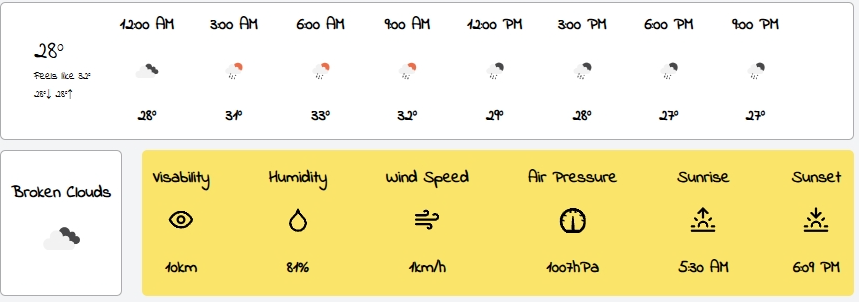 12:00 AM 3:00 AM 6:00 AM 9:00 AM 12:00 PM 3:00 PM 6:00 PM 9:00 PM
28°
Feels like 32°
28°↓ 28°↑
28° 31° 33° 32° 29° 28° 27° 27°
Broken Clouds
Visability Humidity Wind Speed Air Pressure Sunrise Sunset
10km 81% 1km/h 1007hPa 5:30 AM 6:09 PM